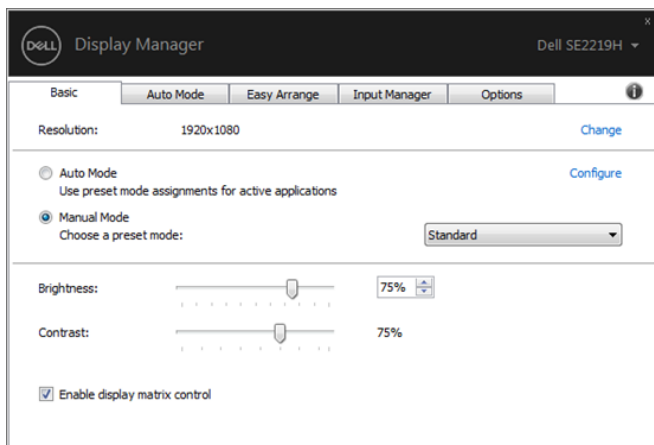 x
DELL Display Manager Dell SE2219H
Basic Auto Mode Easy Arrange Input Manager Options i
Resolution: 1920x1080 Change
Auto Mode Configure
Use preset mode assignments for active applications
Manual Mode
Choose a preset mode: Standard
Brightness: 75%
Contrast: 75%
Enable display matrix control